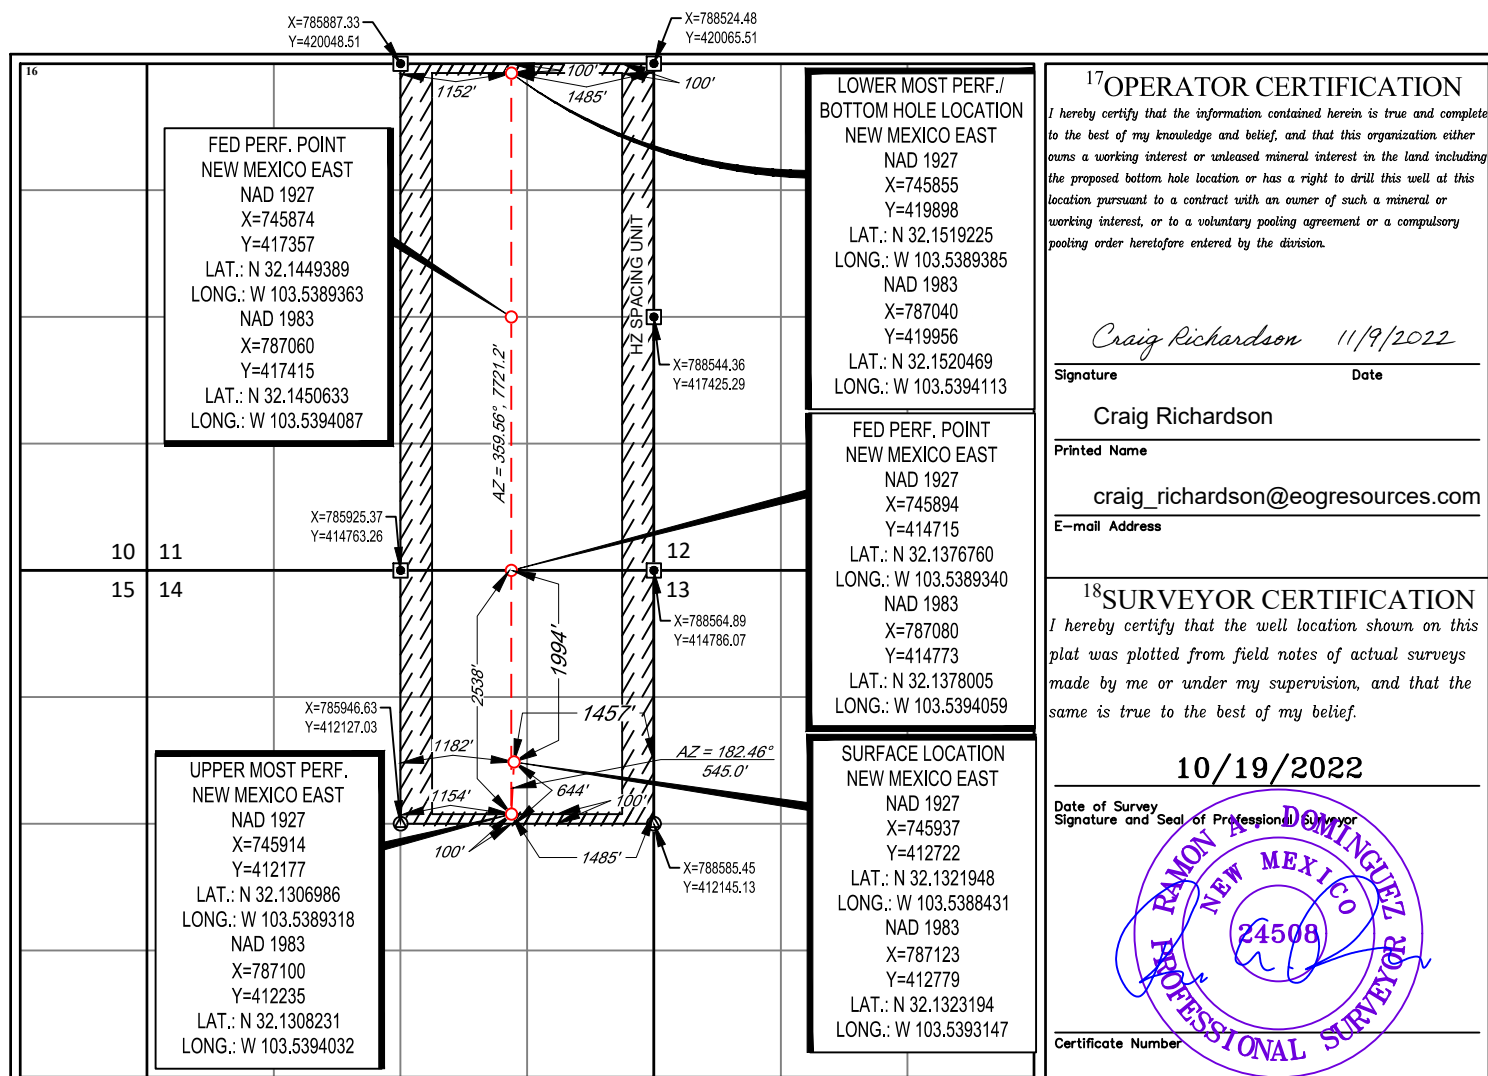 X=785887.33
Y=420048.51
X=788524.48
Y=420065.51
16
100'
1152'
1485'
100'
FED PERF. POINT
NEW MEXICO EAST
NAD 1927
X=745874
Y=417357
LAT.: N 32.1449389
LONG.: W 103.5389363
NAD 1983
X=787060
Y=417415
LAT.: N 32.1450633
LONG.: W 103.5394087
LOWER MOST PERF./
BOTTOM HOLE LOCATION
NEW MEXICO EAST
NAD 1927
X=745855
Y=419898
LAT.: N 32.1519225
LONG.: W 103.5389385
NAD 1983
X=787040
Y=419956
LAT.: N 32.1520469
LONG.: W 103.5394113
HZ SPACING UNIT
X=788544.36
Y=417425.29
AZ = 359.56°, 7721.2'
FED PERF. POINT
NEW MEXICO EAST
NAD 1927
X=745894
Y=414715
LAT.: N 32.1376760
LONG.: W 103.5389340
NAD 1983
X=787080
Y=414773
LAT.: N 32.1378005
LONG.: W 103.5394059
X=785925.37
Y=414763.26
10 11
12
15 14
13
X=788564.89
Y=414786.07
2538'
1994'
X=785946.63
Y=412127.03
1457'
1182'
AZ = 182.46°
545.0'
1154'
644'
100'
100'
1485'
X=788585.45
Y=412145.13
UPPER MOST PERF.
NEW MEXICO EAST
NAD 1927
X=745914
Y=412177
LAT.: N 32.1306986
LONG.: W 103.5389318
NAD 1983
X=787100
Y=412235
LAT.: N 32.1308231
LONG.: W 103.5394032
SURFACE LOCATION
NEW MEXICO EAST
NAD 1927
X=745937
Y=412722
LAT.: N 32.1321948
LONG.: W 103.5388431
NAD 1983
X=787123
Y=412779
LAT.: N 32.1323194
LONG.: W 103.5393147
17 OPERATOR CERTIFICATION
I hereby certify that the information contained herein is true and complete
to the best of my knowledge and belief, and that this organization either
owns a working interest or unleased mineral interest in the land including
the proposed bottom hole location or has a right to drill this well at this
location pursuant to a contract with an owner of such a mineral or
working interest, or to a voluntary pooling agreement or a compulsory
pooling order heretofore entered by the division.
Craig Richardson 11/9/2022
Signature Date
Craig Richardson
Printed Name
craig_richardson@eogresources.com
E-mail Address
18 SURVEYOR CERTIFICATION
I hereby certify that the well location shown on this
plat was plotted from field notes of actual surveys
made by me or under my supervision, and that the
same is true to the best of my belief.
10/19/2022
Date of Survey
Signature and Seal of Professional Surveyor
RAMON A. DOMINGUEZ
NEW MEXICO
24508
PROFESSIONAL SURVEYOR
Certificate Number